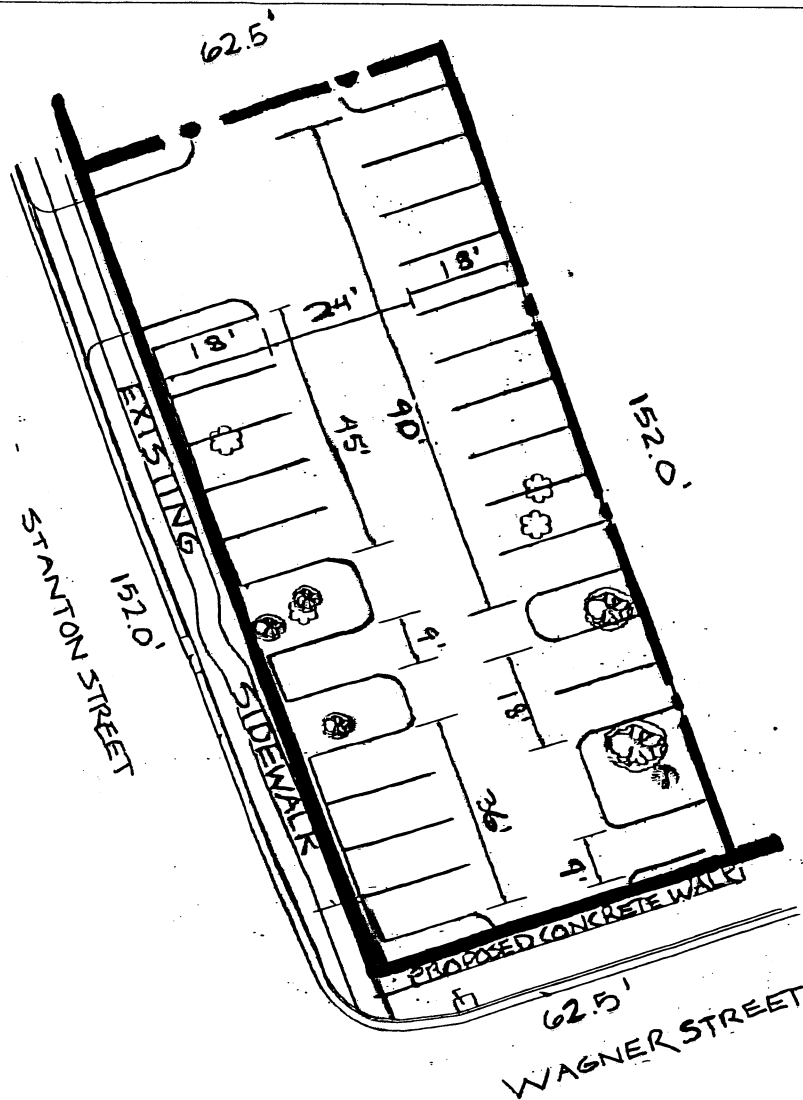 62.5'
18'
24'
18'
45'
90'
152.0'
EXISTING
STANTON STREET
152.0'
9'
18'
SIDEWALK
36'
9'
PROPOSED CONCRETE WALK
62.5'
WAGNER STREET